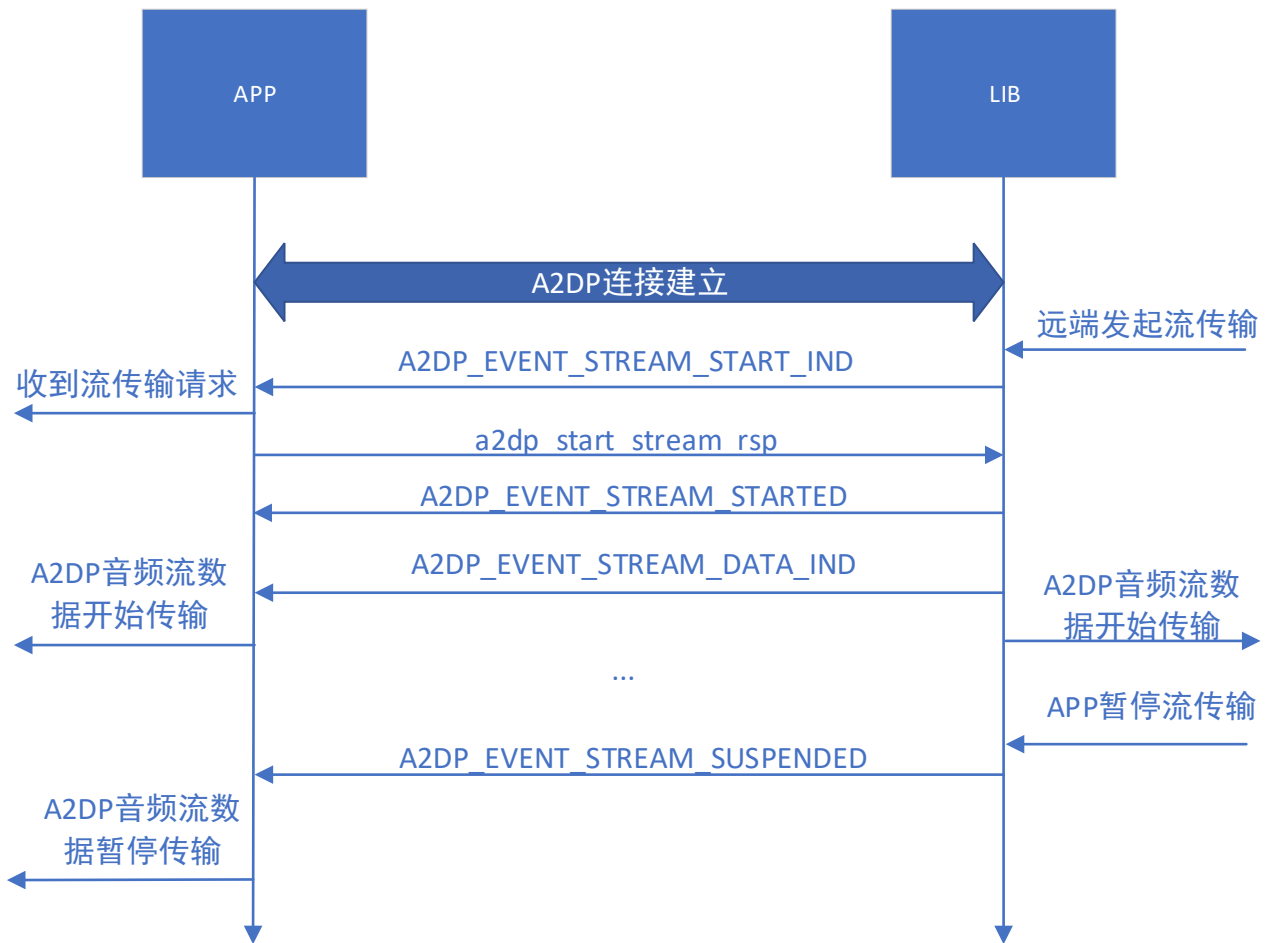 APP
LIB
A2DP连接建立
远端发起流传输
A2DP_EVENT_STREAM_START_IND
收到流传输请求
a2dp_start_stream_rsp
A2DP_EVENT_STREAM_STARTED
A2DP_EVENT_STREAM_DATA_IND
A2DP音频流数
据开始传输
A2DP音频流数
据开始传输
...
APP暂停流传输
A2DP_EVENT_STREAM_SUSPENDED
A2DP音频流数
据暂停传输